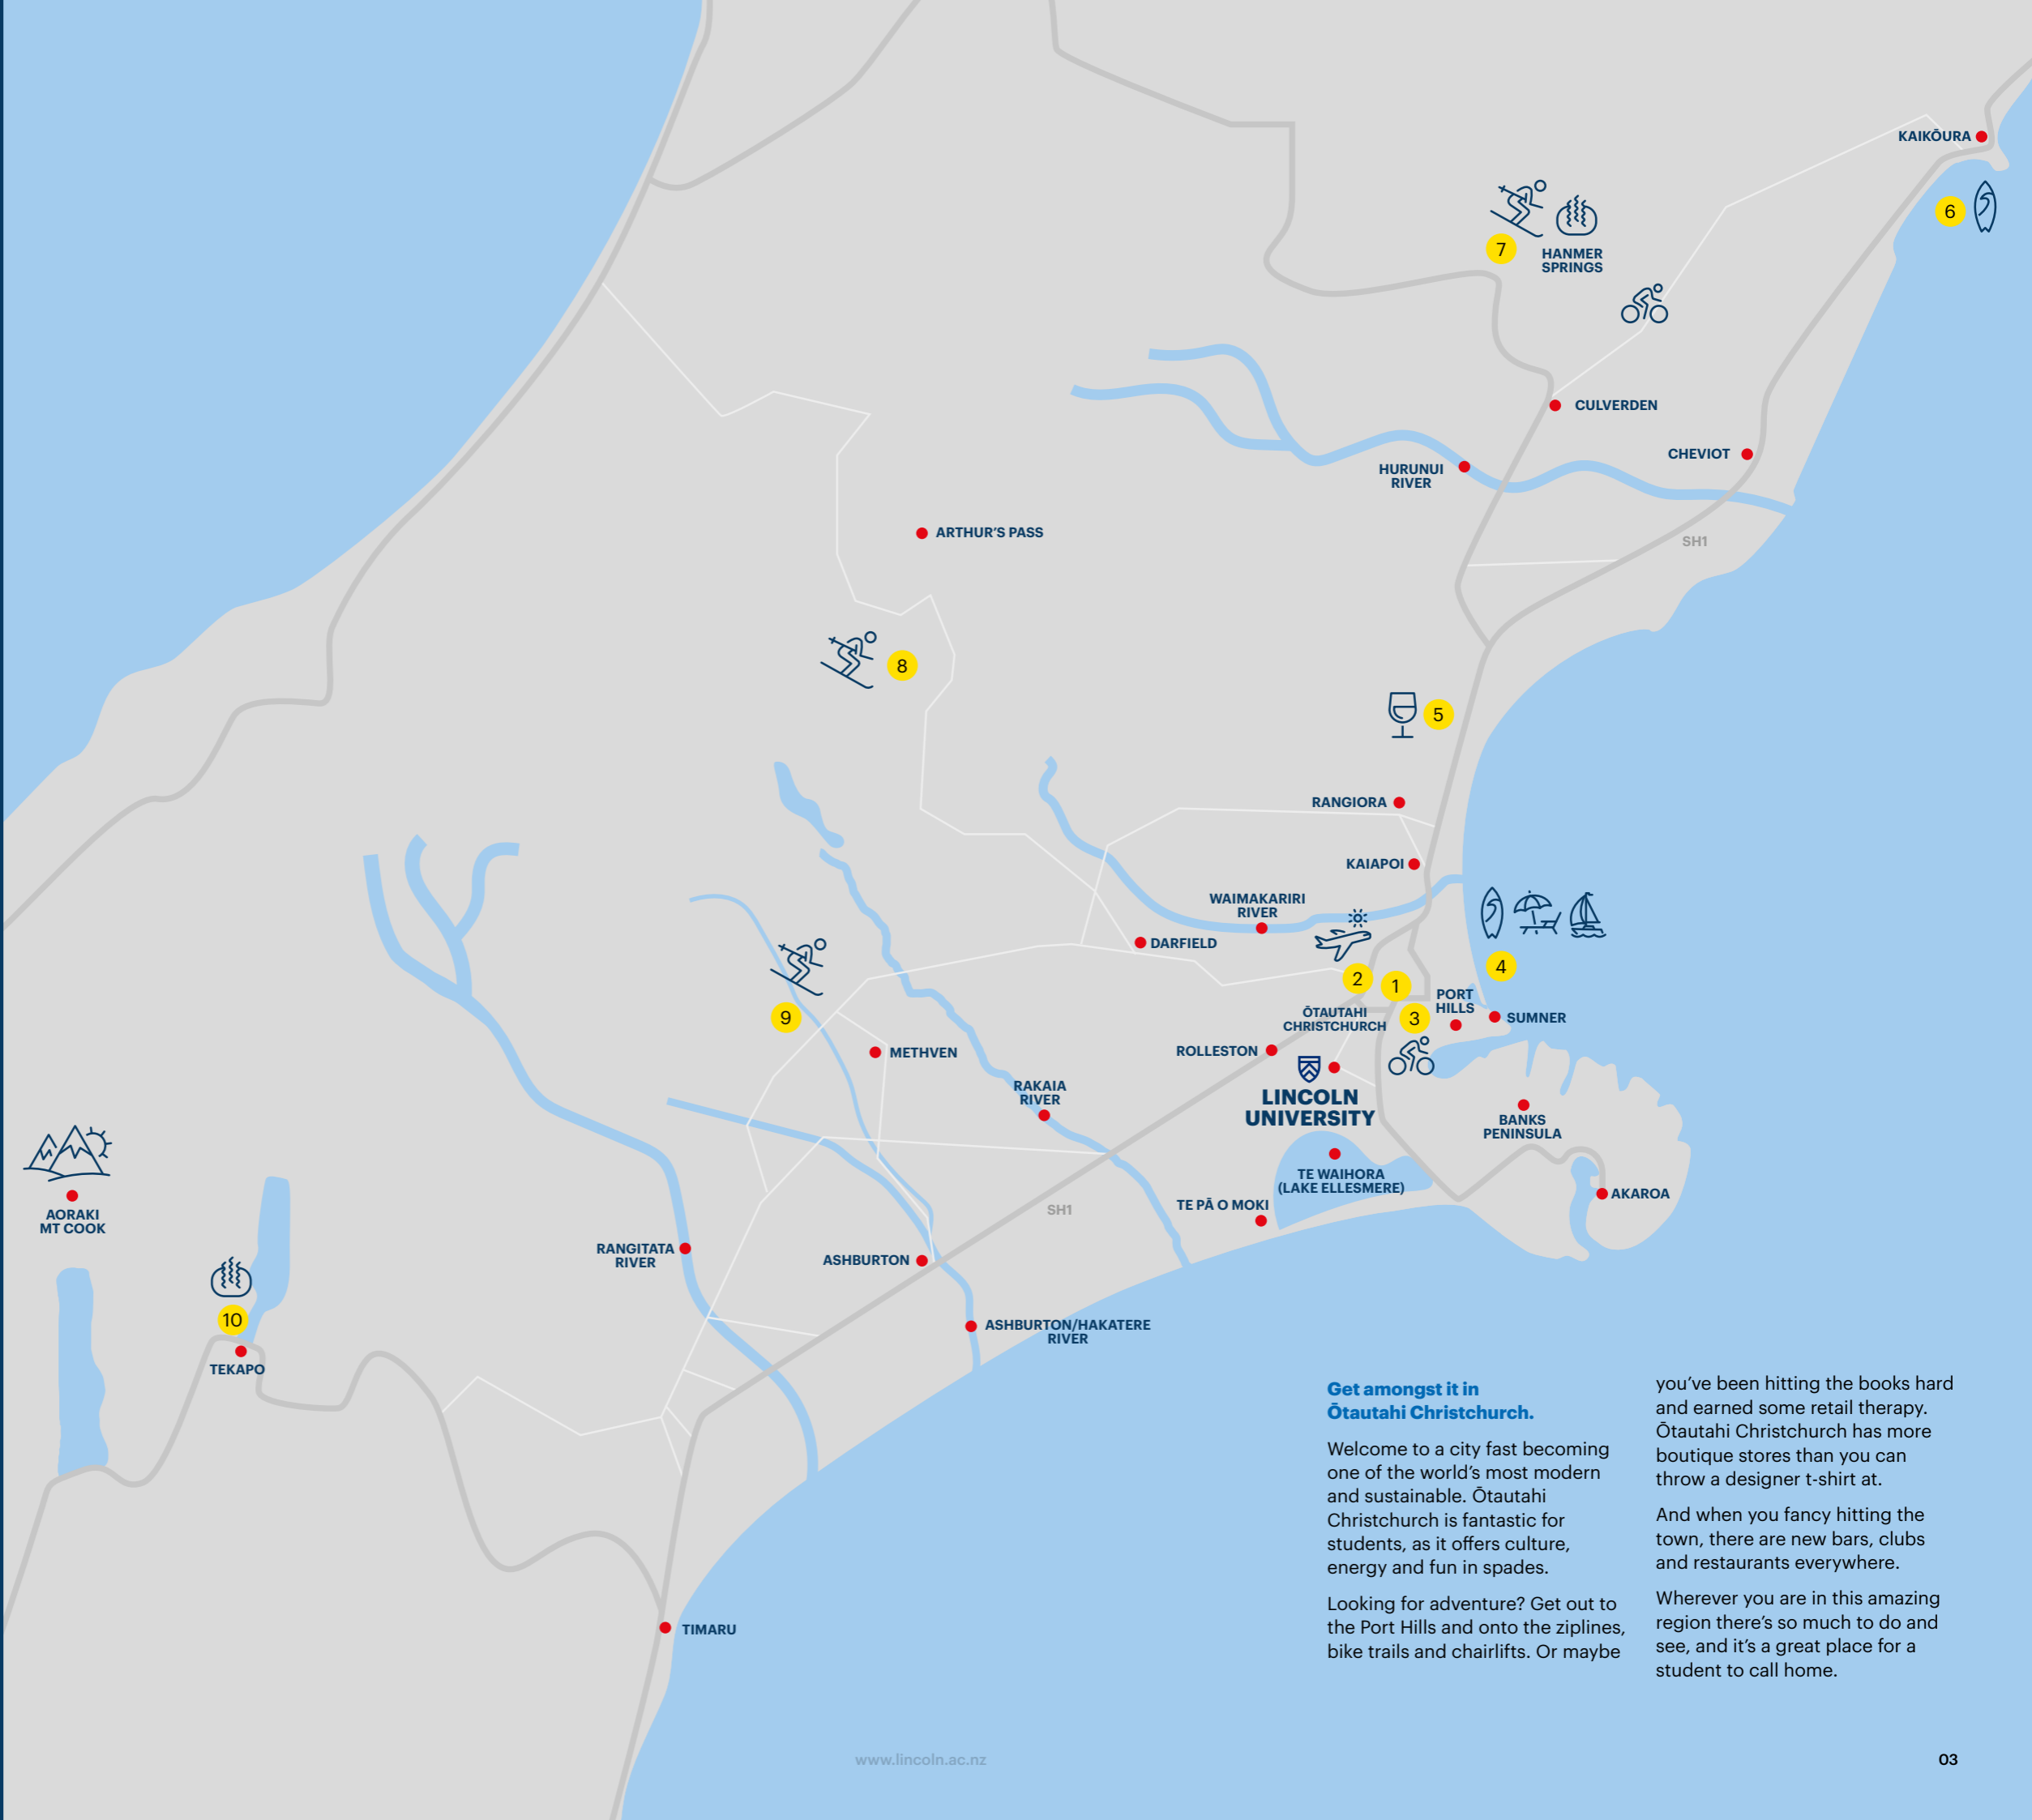 KAIKŌURA
6
7
HANMER
SPRINGS
CULVERDEN
CHEVIOT
HURUNUI
RIVER
ARTHUR'S PASS
SH1
8
5
RANGIORA
KAIAPOI
WAIMAKARIRI
RIVER
DARFIELD
4
2
1
PORT
HILLS
3
ŌTAUTAHI
CHRISTCHURCH
SUMNER
9
METHVEN
ROLLESTON
RAKAIA
RIVER
LINCOLN
UNIVERSITY
BANKS
PENINSULA
TE WAIHORA
(LAKE ELLESMERE)
AKAROA
TE PĀ O MOKI
SH1
AORAKI
MT COOK
RANGITATA
RIVER
ASHBURTON
10
TEKAPO
ASHBURTON/HAKATERE
RIVER
TIMARU
Get amongst it in
Ōtautahi Christchurch.
Welcome to a city fast becoming
one of the world's most modern
and sustainable. Ōtautahi
Christchurch is fantastic for
students, as it offers culture,
energy and fun in spades.
Looking for adventure? Get out to
the Port Hills and onto the ziplines,
bike trails and chairlifts. Or maybe
you've been hitting the books hard
and earned some retail therapy.
Ōtautahi Christchurch has more
boutique stores than you can
throw a designer t-shirt at.
And when you fancy hitting the
town, there are new bars, clubs
and restaurants everywhere.
Wherever you are in this amazing
region there's so much to do and
see, and it's a great place for a
student to call home.
www.lincoln.ac.nz
03